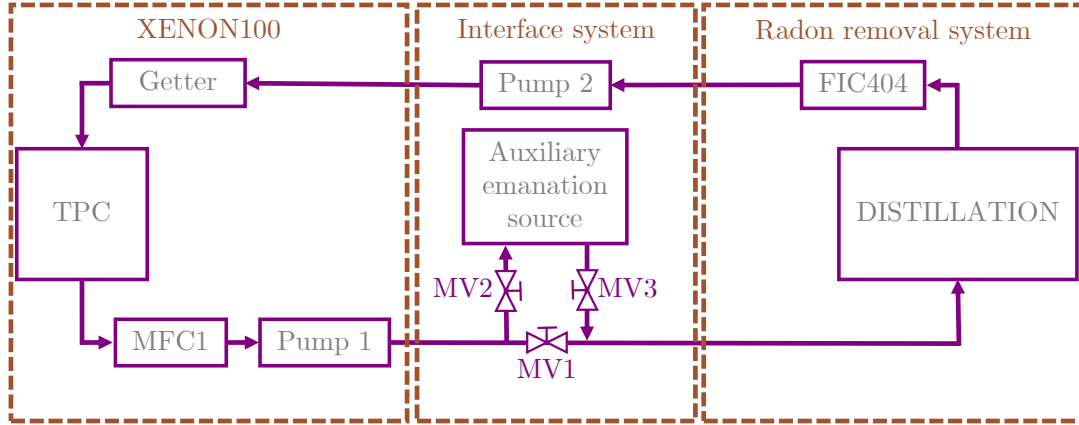 XENON100
Interface system
Radon removal system
Getter
Pump 2
FIC404
Auxiliary
emanation
source
TPC
DISTILLATION
MV2
MV3
MFC1
Pump 1
MV1